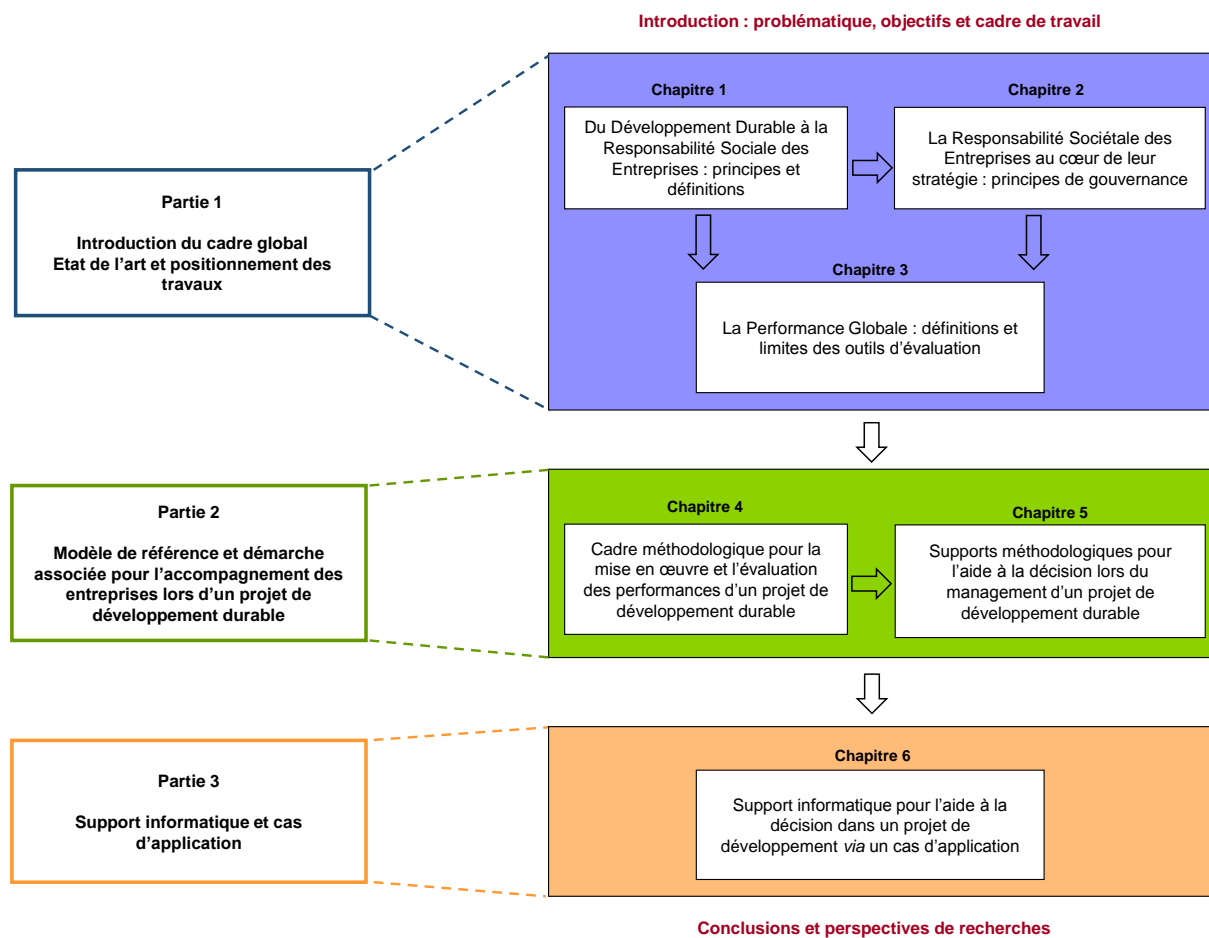 Introduction : problématique, objectifs et cadre de travail
Partie 1
Introduction du cadre global
Etat de l’art et positionnement des
travaux
Chapitre 1
Du Développement Durable à la
Responsabilité Sociale des
Entreprises : principes et
définitions
Chapitre 2
La Responsabilité Sociétale des
Entreprises au cœur de leur
stratégie : principes de gouvernance
Chapitre 3
La Performance Globale : définitions et
limites des outils d’évaluation
Partie 2
Modèle de référence et démarche
associée pour l’accompagnement des
entreprises lors d’un projet de
développement durable
Chapitre 4
Cadre méthodologique pour la
mise en œuvre et l’évaluation
des performances d’un projet de
développement durable
Chapitre 5
Supports méthodologiques pour
l’aide à la décision lors du
management d’un projet de
développement durable
Partie 3
Support informatique et cas
d’application
Chapitre 6
Support informatique pour l’aide à la
décision dans un projet de
développement via un cas d’application
Conclusions et perspectives de recherches